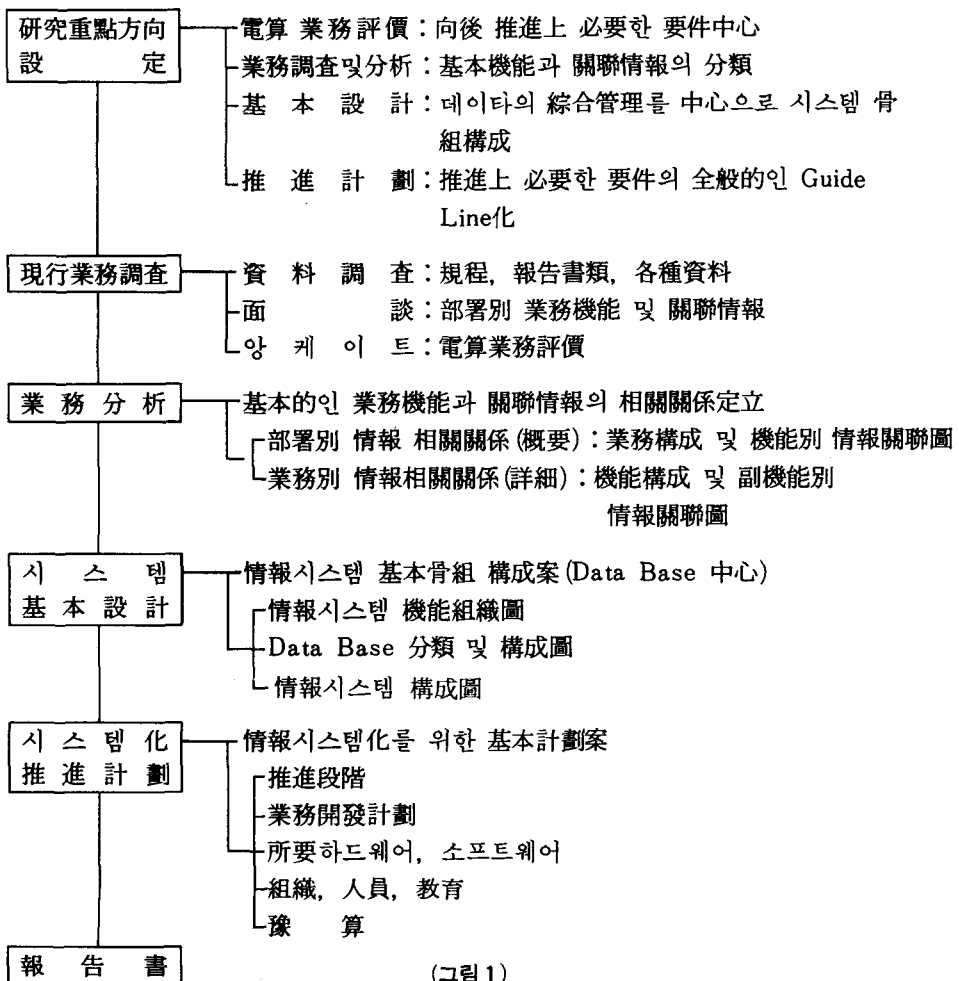 研究重點方向
設定
電算 業務評價 : 向後 推進上 必要한 要件中心
業務調査및分析 : 基本機能과 關聯情報의 分類
基本設計 : 데이타의 綜合管理를 中心으로 시스템 骨
組構成
推進計劃 : 推進上 必要한 要件의 全般的인 Guide
Line化
現行業務調査
資料調査 : 規程, 報告書類, 各種資料
面談 : 部署別 業務機能 및 關聯情報
앙케이트 : 電算業務評價
業務分析
基本的인 業務機能과 關聯情報의 相關關係定立
部署別 情報 相關關係(概要) : 業務構成 및 機能別 情報關聯圖
業務別 情報相關關係(詳細) : 機能構成 및 副機能別
情報關聯圖
시스템
基本設計
情報시스템 基本骨組 構成案(Data Base 中心)
情報시스템 機能組織圖
Data Base 分類 및 構成圖
情報시스템 構成圖
시스템化
推進計劃
情報시스템化를 위한 基本計劃案
推進段階
業務開發計劃
所要하드웨어, 소프트웨어
組織, 人員, 教育
豫算
報告書
(그림 1)